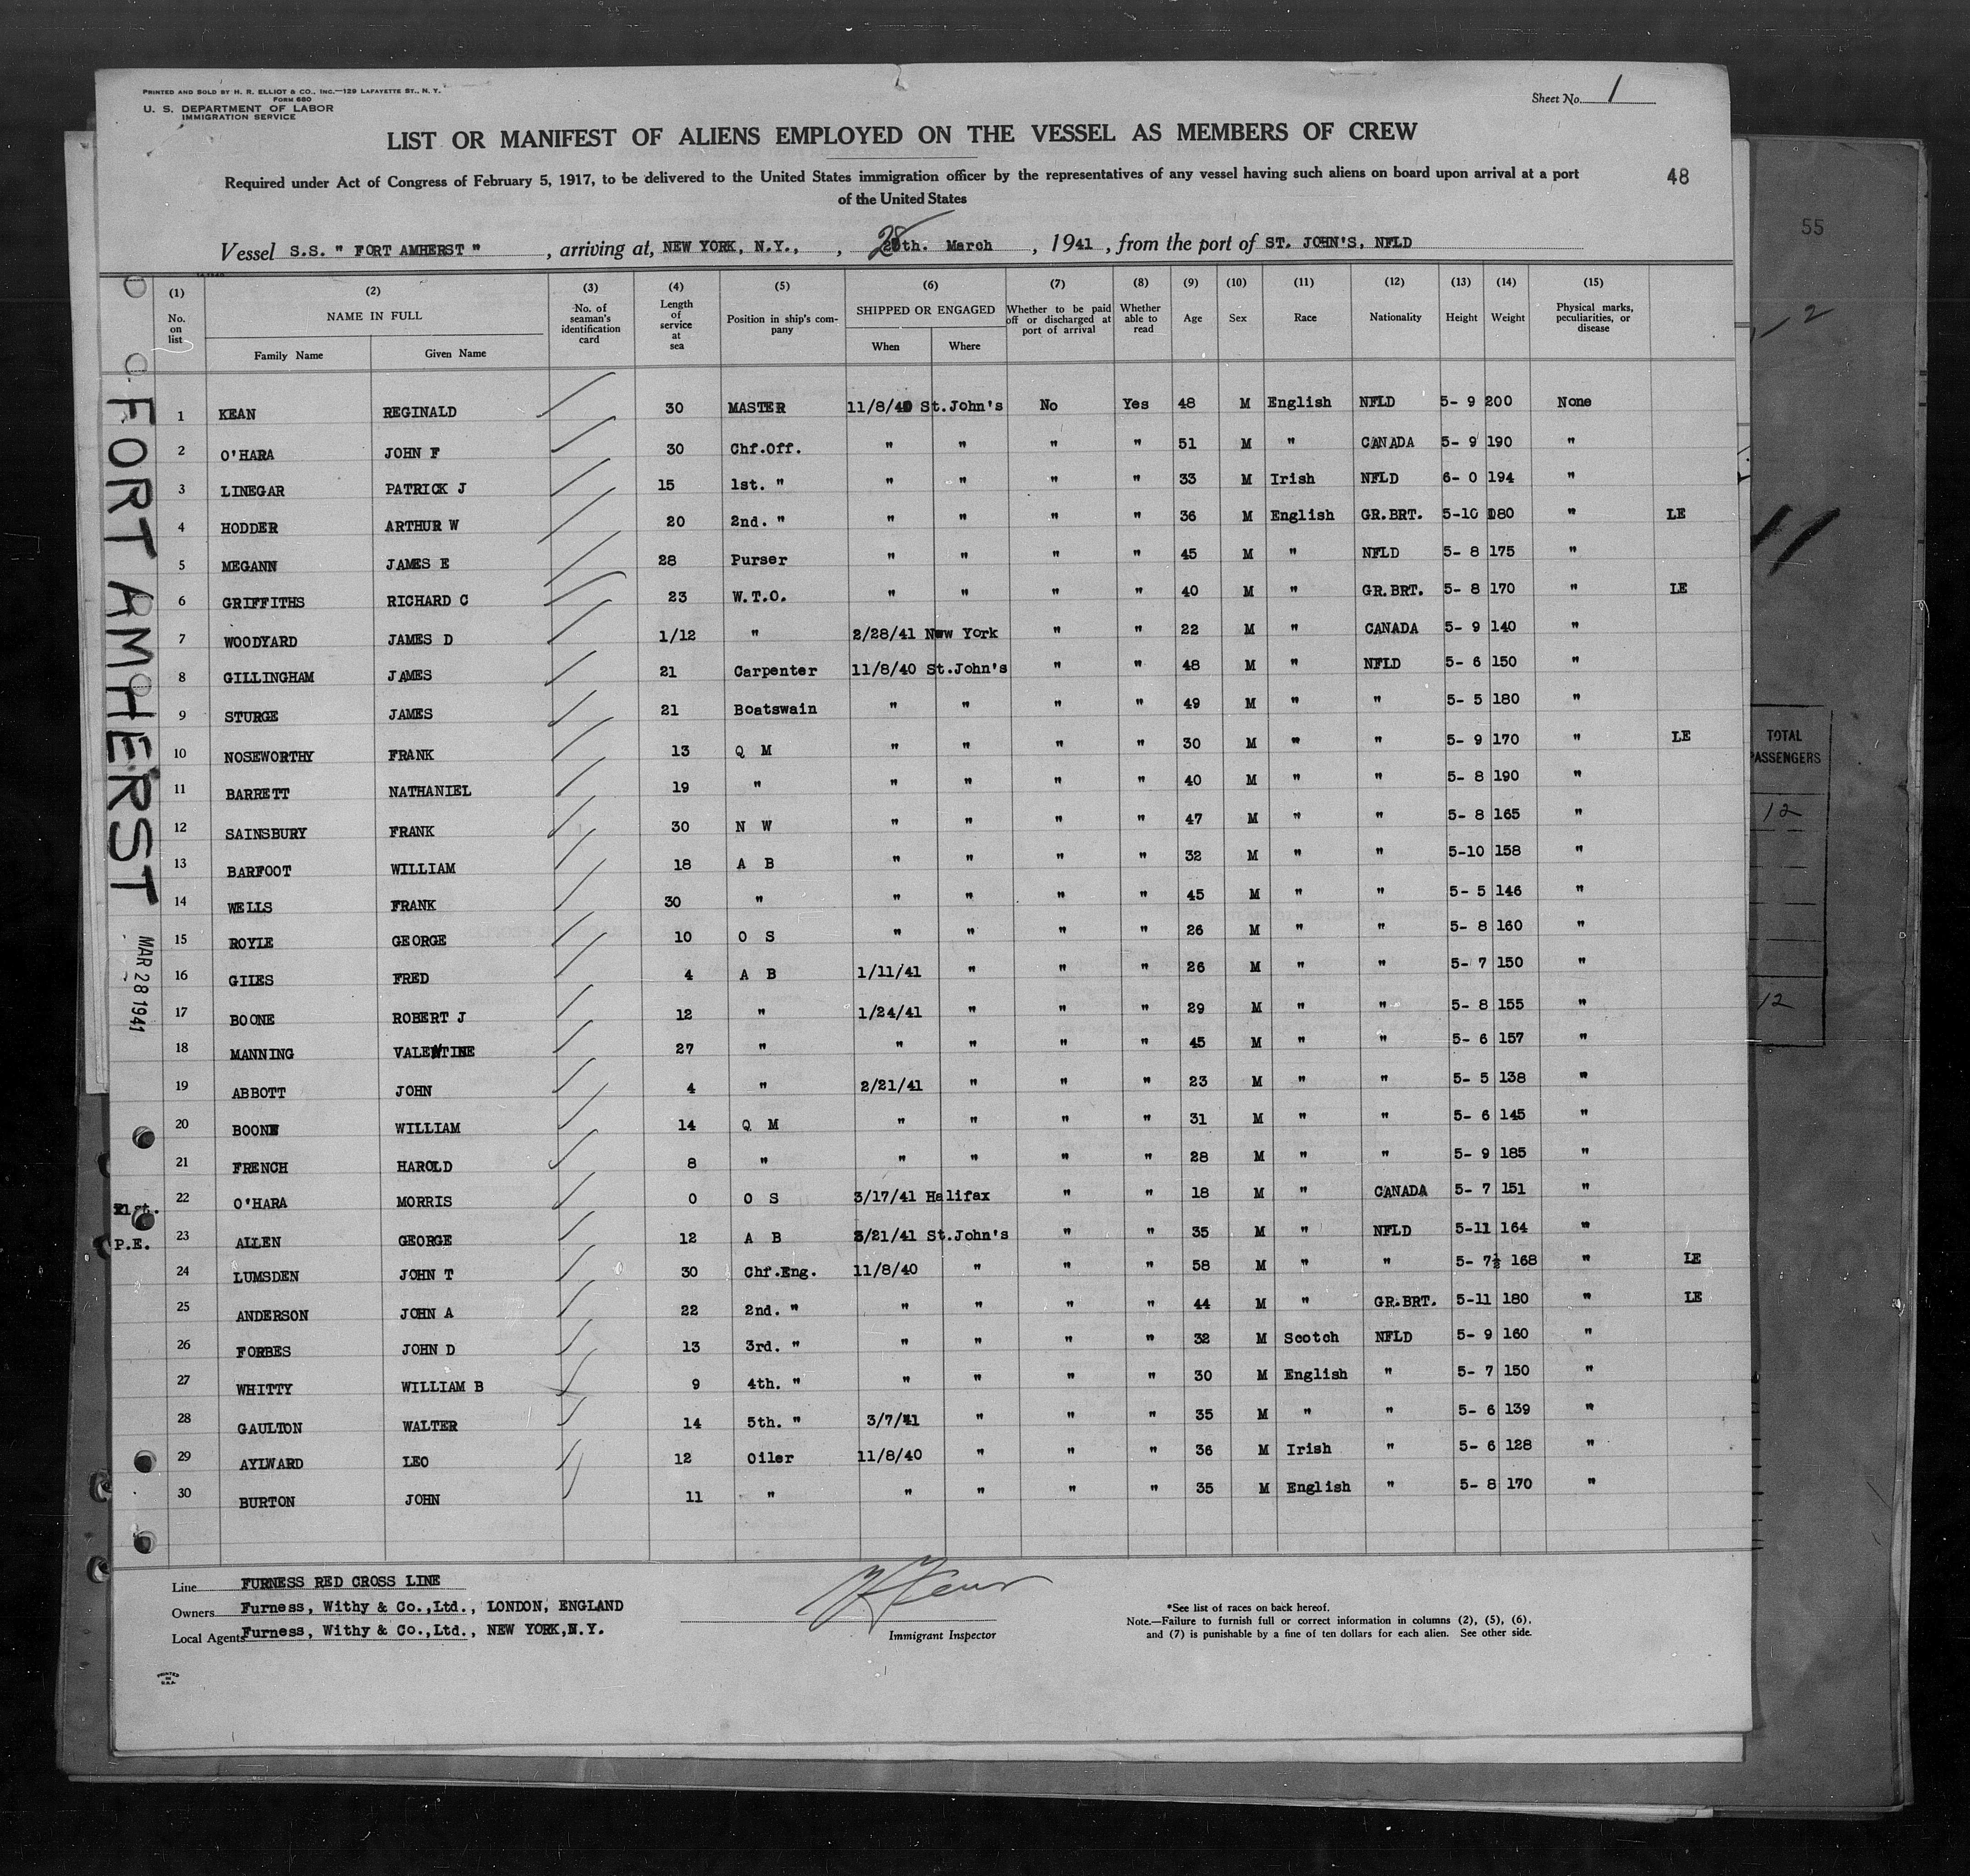 PRINTED AND SOLD BY H. R. ELLIOT & CO., INC.—129 LAFAYETTE ST., N. Y.
FORM 680
U. S. DEPARTMENT OF LABOR
IMMIGRATION SERVICE
Sheet No. 1
LIST OR MANIFEST OF ALIENS EMPLOYED ON THE VESSEL AS MEMBERS OF CREW
Required under Act of Congress of February 5, 1917, to be delivered to the United States immigration officer by the representatives of any vessel having such aliens on board upon arrival at a port
of the United States
48
55
Vessel S.S. " FORT AMHERST " , arriving at, NEW YORK, N.Y., , 28th. March , 1941 , from the port of ST. JOHN'S, NFLD
(1) No. on list (2) NAME IN FULL Family Name Given Name (3) No. of seaman's identification card (4) Length of service at sea (5) Position in ship's company (6) SHIPPED OR ENGAGED When Where (7) Whether to be paid off or discharged at port of arrival (8) Whether able to read (9) Age (10) Sex (11) Race (12) Nationality (13) Height (14) Weight (15) Physical marks, peculiarities, or disease
1 KEAN REGINALD 30 MASTER 11/8/40 St.John's No Yes 48 M English NFLD 5- 9 200 None
2 O'HARA JOHN F 30 Chf.Off. " " " " 51 M " CANADA 5- 9 190 "
3 LINEGAR PATRICK J 15 1st. " " " " " 33 M Irish NFLD 6- 0 194 "
4 HODDER ARTHUR W 20 2nd. " " " " " 36 M English GR.BRT. 5-10 180 " LE
5 MEGANN JAMES E 28 Purser " " " " 45 M " NFLD 5- 8 175 "
6 GRIFFITHS RICHARD C 23 W.T.O. " " " " 40 M " GR.BRT. 5- 8 170 " LE
7 WOODYARD JAMES D 1/12 " 2/28/41 New York " " 22 M " CANADA 5- 9 140 "
8 GILLINGHAM JAMES 21 Carpenter 11/8/40 St.John's " " 48 M " NFLD 5- 6 150 "
9 STURGE JAMES 21 Boatswain " " " " 49 M " " 5- 5 180 "
10 NOSEWORTHY FRANK 13 Q M " " " " 30 M " " 5- 9 170 " LE
11 BARRETT NATHANIEL 19 " " " " " 40 M " " 5- 8 190 "
12 SAINSBURY FRANK 30 N W " " " " 47 M " " 5- 8 165 "
13 BARFOOT WILLIAM 18 A B " " " " 32 M " " 5-10 158 "
14 WELLS FRANK 30 " " " " " 45 M " " 5- 5 146 "
15 ROYLE GEORGE 10 O S " " " " 26 M " " 5- 8 160 "
16 GILES FRED 4 A B 1/11/41 " " " 26 M " " 5- 7 150 "
17 BOONE ROBERT J 12 " 1/24/41 " " " 29 M " " 5- 8 155 "
18 MANNING VALENTINE 27 " " " " " 45 M " " 5- 6 157 "
19 ABBOTT JOHN 4 " 2/21/41 " " " 23 M " " 5- 5 138 "
20 BOONE WILLIAM 14 Q M " " " " 31 M " " 5- 6 145 "
21 FRENCH HAROLD 8 " " " " " 28 M " " 5- 9 185 "
22 O'HARA MORRIS 0 O S 3/17/41 Halifax " " 18 M " CANADA 5- 7 151 "
P.E. 23 ALLEN GEORGE 12 A B 3/21/41 St.John's " " 35 M " NFLD 5-11 164 "
24 LUMSDEN JOHN T 30 Chf.Eng. 11/8/40 " " " 58 M " " 5- 7½ 168 " LE
25 ANDERSON JOHN A 22 2nd. " " " " " 44 M " GR.BRT. 5-11 180 " LE
26 FORBES JOHN D 13 3rd. " " " " " 32 M Scotch NFLD 5- 9 160 "
27 WHITTY WILLIAM B 9 4th. " " " " " 30 M English " 5- 7 150 "
28 GAULTON WALTER 14 5th. " 3/7/41 " " " 35 M " " 5- 6 139 "
29 AYLWARD LEO 12 Oiler 11/8/40 " " " 36 M Irish " 5- 6 128 "
30 BURTON JOHN 11 " " " " " 35 M English " 5- 8 170 "
FORT AMHERST
MAR 28 1941
TOTAL
PASSENGERS
12
12
Line FURNESS RED CROSS LINE
Owners Furness, Withy & Co.,Ltd., LONDON, ENGLAND
Local Agents Furness, Withy & Co.,Ltd., NEW YORK,N.Y.
Immigrant Inspector
*See list of races on back hereof.
Note.—Failure to furnish full or correct information in columns (2), (5), (6),
and (7) is punishable by a fine of ten dollars for each alien. See other side.
PRINTED
IN
U.S.A.